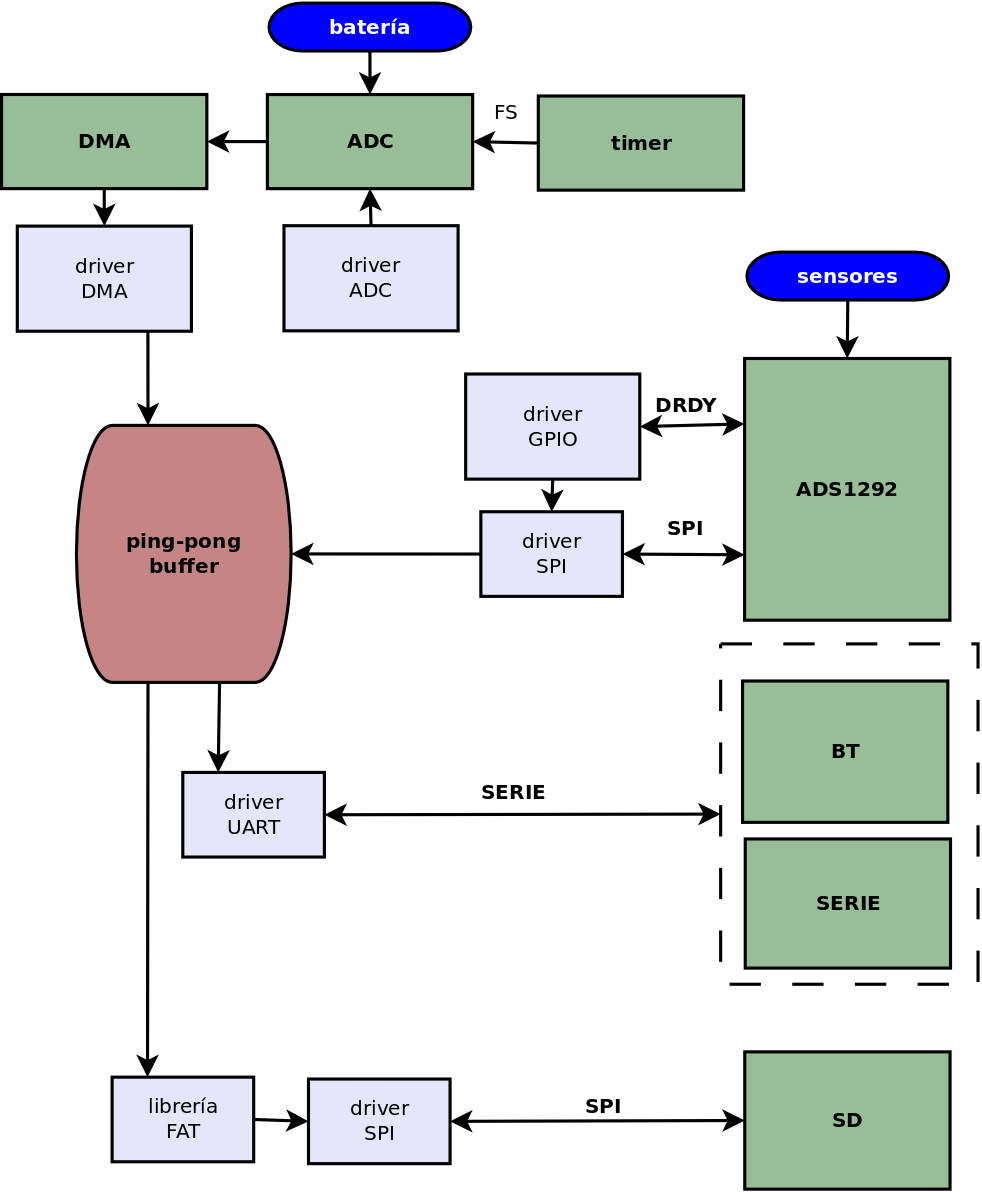 batería
DMA
ADC
FS
timer
driver
DMA
driver
ADC
sensores
driver
GPIO
DRDY
ADS1292
ping-pong
buffer
driver
SPI
SPI
BT
driver
UART
SERIE
SERIE
librería
FAT
driver
SPI
SPI
SD